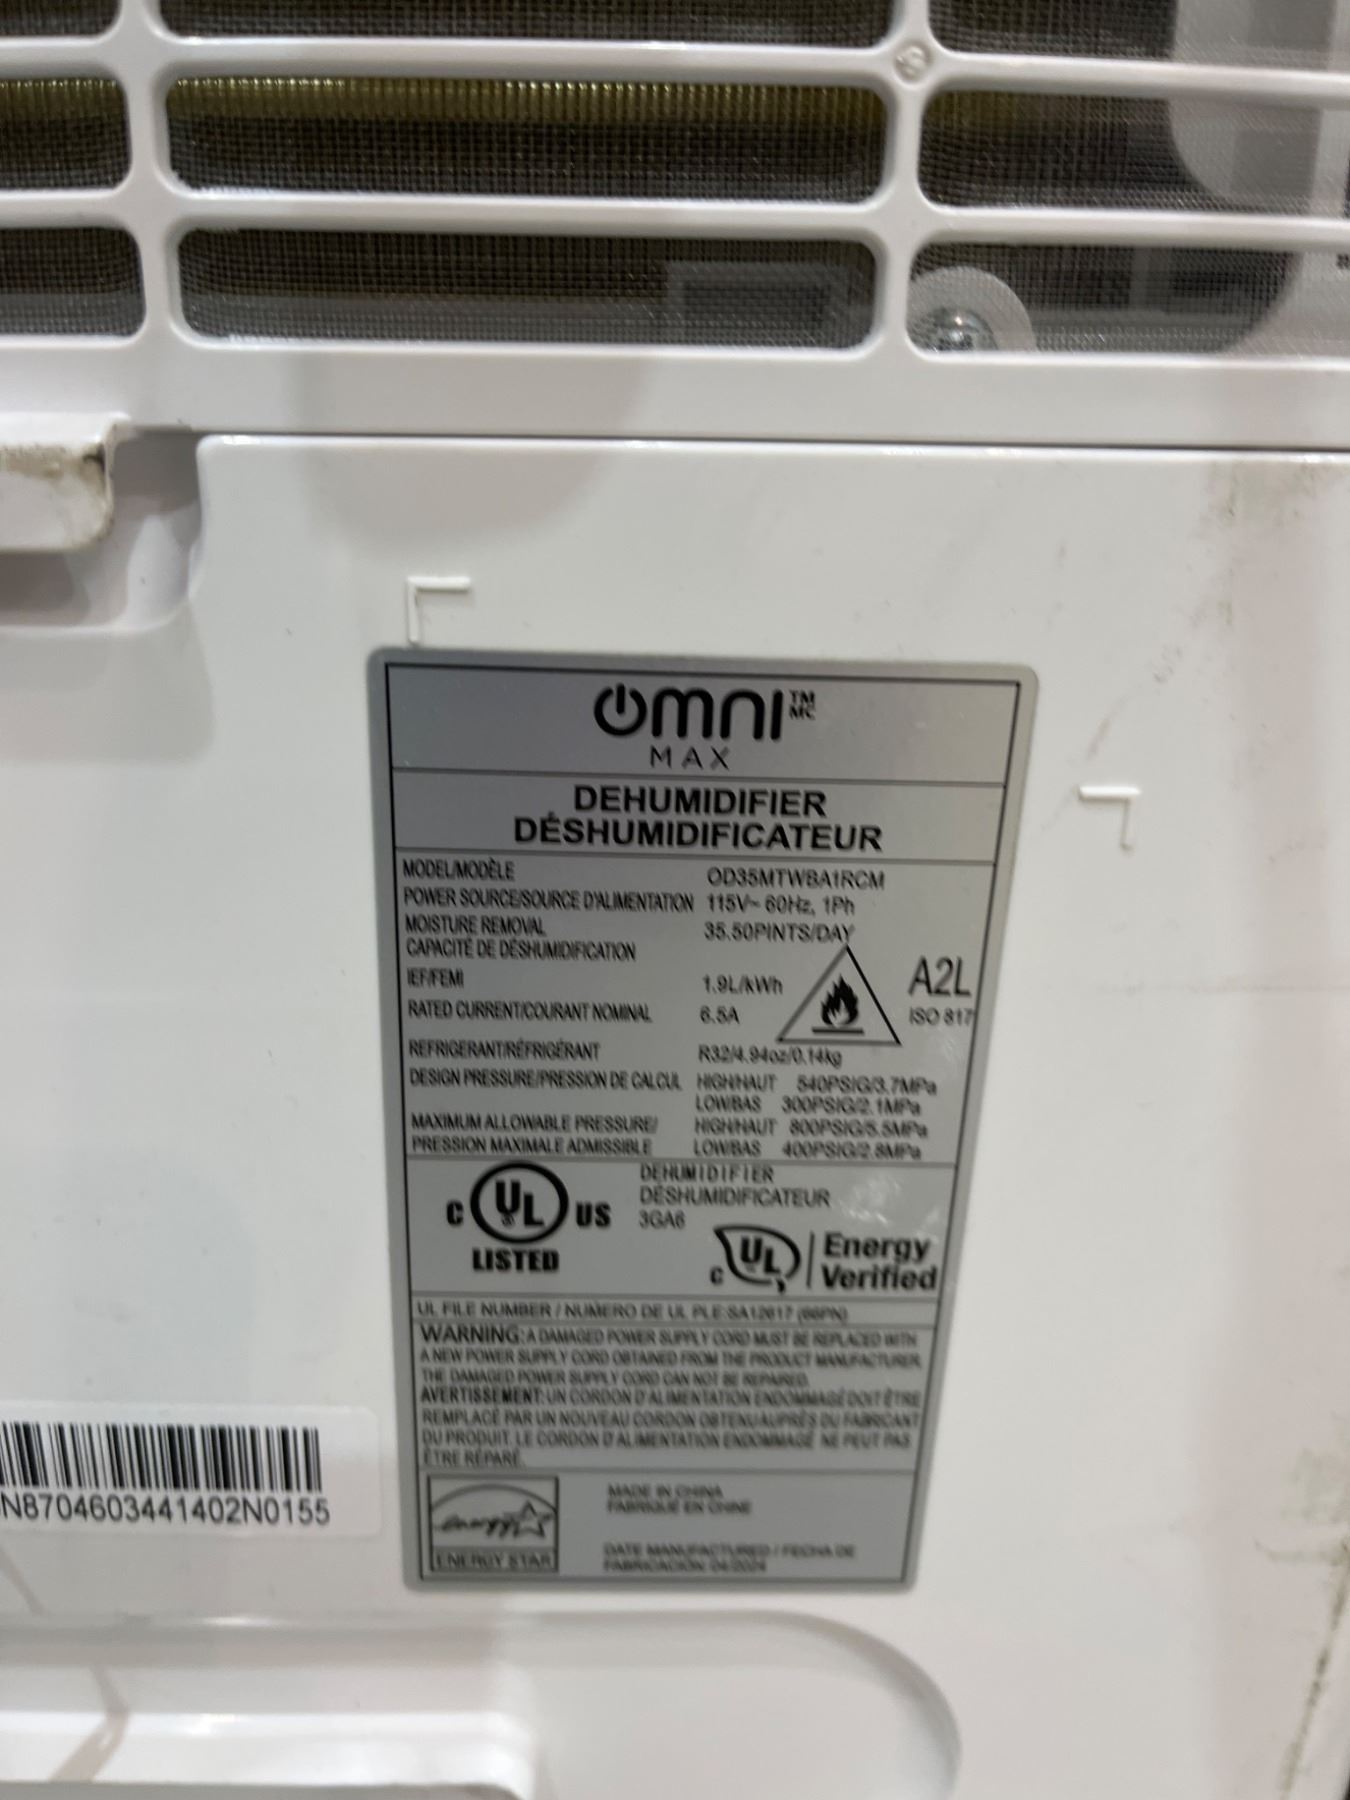 OMNI™ MC
MAX
DEHUMIDIFIER
DÉSHUMIDIFICATEUR
MODEL/MODÈLE OD35MTWBA1RCM
POWER SOURCE/SOURCE D'ALIMENTATION 115V~ 60Hz, 1Ph
MOISTURE REMOVAL 35.50PINTS/DAY
CAPACITÉ DE DÉSHUMIDIFICATION
IEF/FEMI 1.9L/kWh
A2L
ISO 817
RATED CURRENT/COURANT NOMINAL 6.5A
REFRIGERANT/RÉFRIGÉRANT R32/4.94oz/0.14kg
DESIGN PRESSURE/PRESSION DE CALCUL HIGH/HAUT 540PSIG/3.7MPa
LOW/BAS 300PSIG/2.1MPa
MAXIMUM ALLOWABLE PRESSURE/ HIGH/HAUT 800PSIG/5.5MPa
PRESSION MAXIMALE ADMISSIBLE LOW/BAS 400PSIG/2.8MPa
C UL US
LISTED
DEHUMIDIFIER
DÉSHUMIDIFICATEUR
3GA6
C UL Energy
Verified
UL FILE NUMBER / NUMÉRO DE UL PLE:SA12617 (66PN)
WARNING: A DAMAGED POWER SUPPLY CORD MUST BE REPLACED WITH
A NEW POWER SUPPLY CORD OBTAINED FROM THE PRODUCT MANUFACTURER.
THE DAMAGED POWER SUPPLY CORD CAN NOT BE REPAIRED.
AVERTISSEMENT: UN CORDON D'ALIMENTATION ENDOMMAGÉ DOIT ÊTRE
REMPLACÉ PAR UN NOUVEAU CORDON OBTENU AUPRÈS DU FABRICANT
DU PRODUIT. LE CORDON D'ALIMENTATION ENDOMMAGÉ NE PEUT PAS
ÊTRE RÉPARÉ.
energy
ENERGY STAR
MADE IN CHINA
FABRIQUÉ EN CHINE
DATE MANUFACTURED / FECHA DE
FABRICACIÓN: 04/2024
N8704603441402N0155